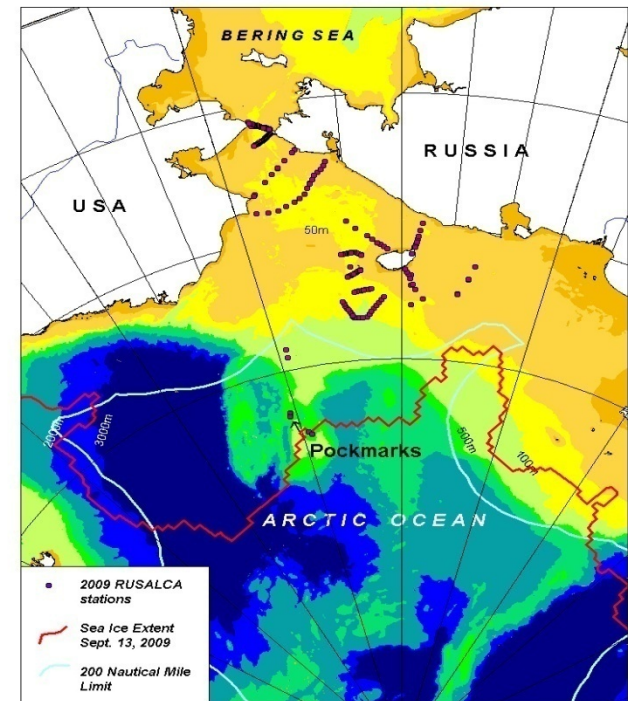 BERING SEA
RUSSIA
USA
50m
2000m
3000m
500m
100m
Pockmarks
ARCTIC OCEAN
2009 RUSALCA
stations
Sea Ice Extent
Sept. 13, 2009
200 Nautical Mile
Limit